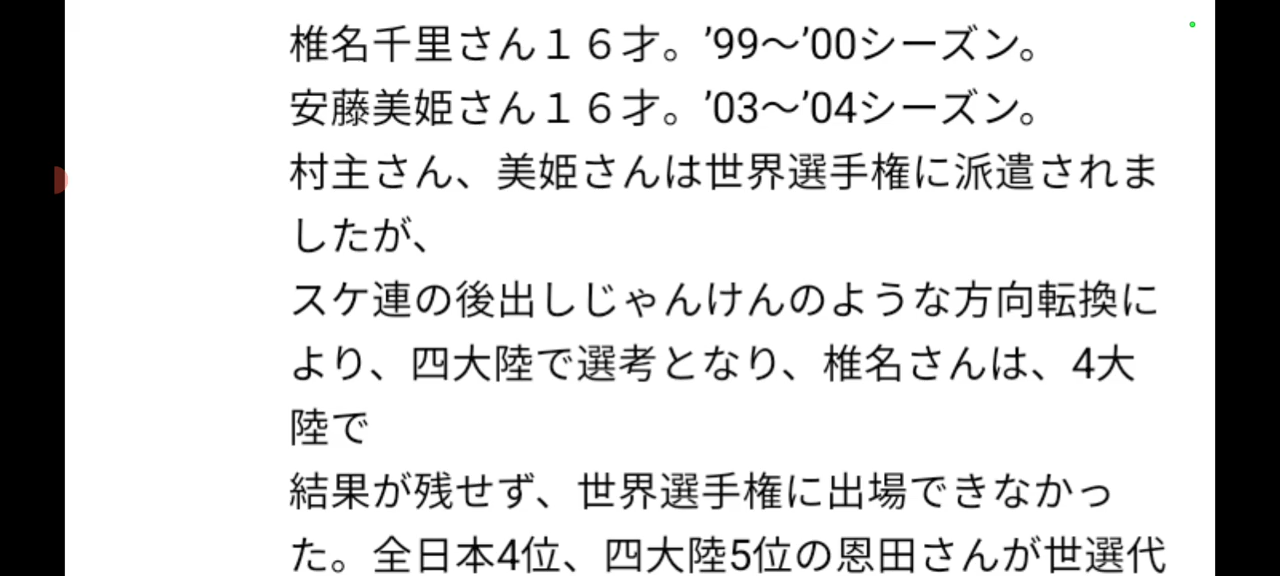 椎名千里さん１６才。’99〜’00シーズン。
安藤美姫さん１６才。’03〜’04シーズン。
村主さん、美姫さんは世界選手権に派遣されま
したが、
スケ連の後出しじゃんけんのような方向転換に
より、四大陸で選考となり、椎名さんは、4大
陸で
結果が残せず、世界選手権に出場できなかっ
た。全日本4位、四大陸5位の恩田さんが世選代